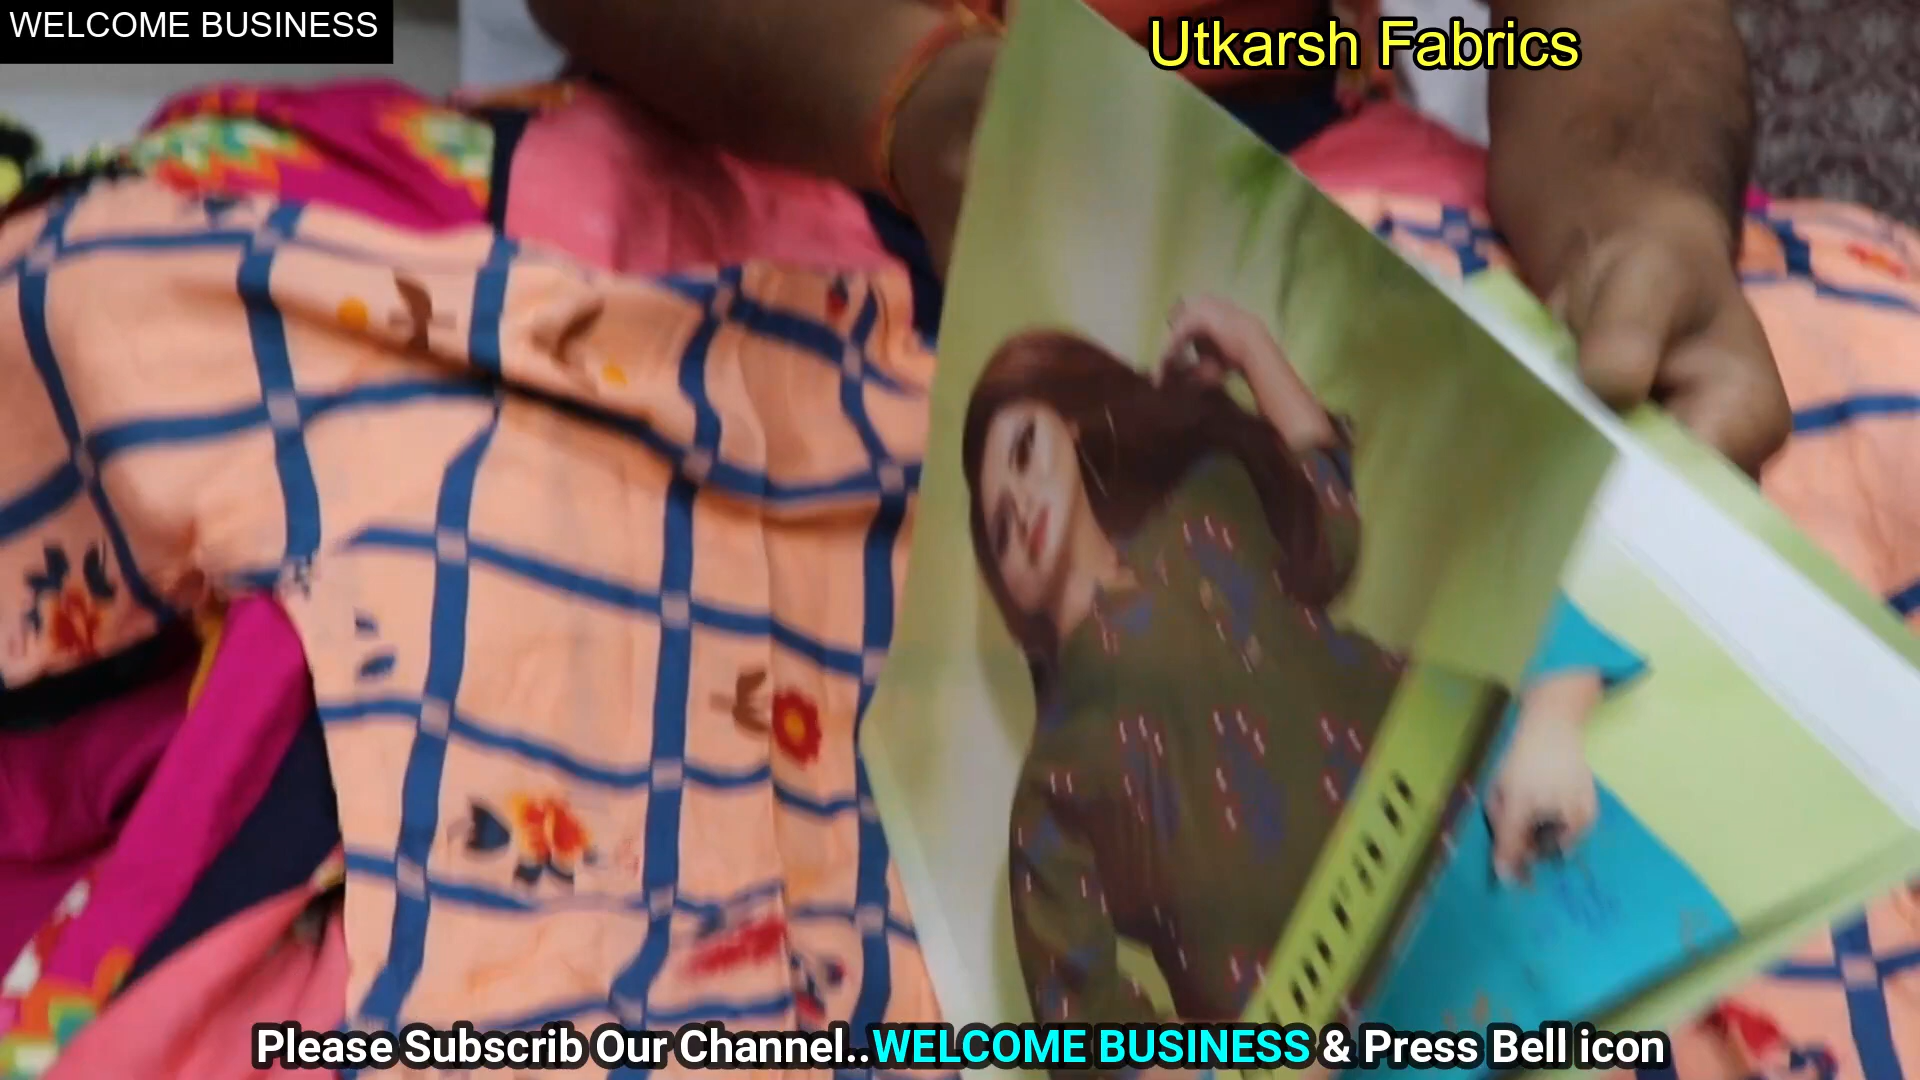 WELCOME BUSINESS
Utkarsh Fabrics
Please Subscrib Our Channel..WELCOME BUSINESS & Press Bell icon